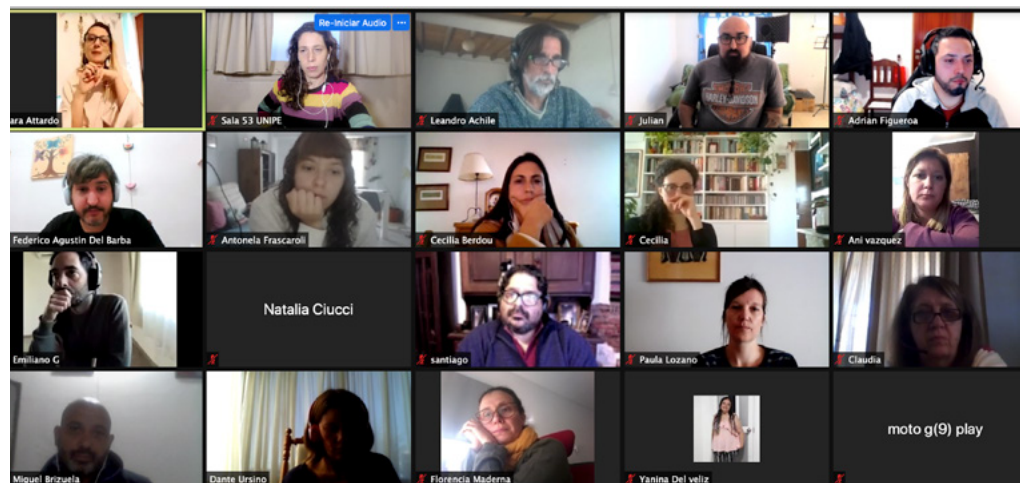 Re-Iniciar Audio
ara Attardo
Sala 53 UNIPE
Leandro Achile
Julian
HARLEY-DAVIDSON
Adrian Figueroa
Federico Agustin Del Barba
Antonela Frascaroli
Cecilia Berdou
Cecilia
Ani vazquez
Emiliano G
Natalia Ciucci
santiago
Paula Lozano
Claudia
Miguel Brizuela
Dante Ursino
Florencia Maderna
Yanina Del veliz
moto g(9) play